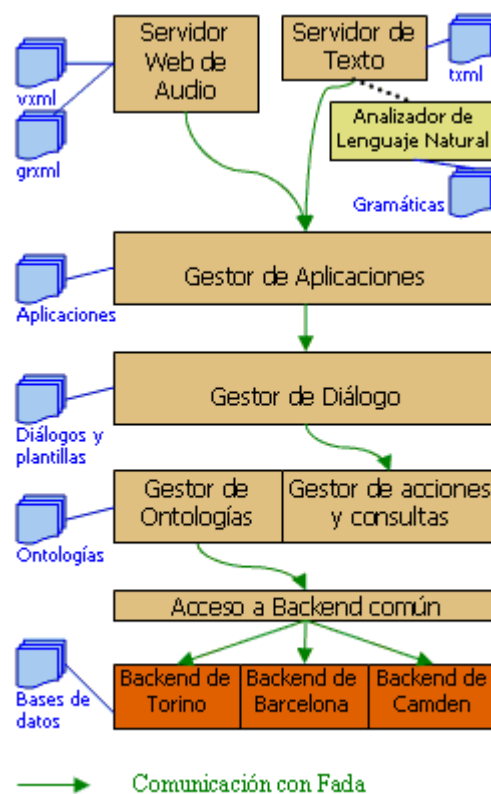 Servidor
Web de
Audio
Servidor de
Texto
vxml
txml
grxml
Analizador de
Lenguaje Natural
Gramáticas
Gestor de Aplicaciones
Aplicaciones
Gestor de Diálogo
Diálogos y
plantillas
Gestor de
Ontologías
Gestor de acciones
y consultas
Ontologías
Acceso a Backend común
Backend de
Torino
Backend de
Barcelona
Backend de
Camden
Bases de
datos
Comunicación con Fada